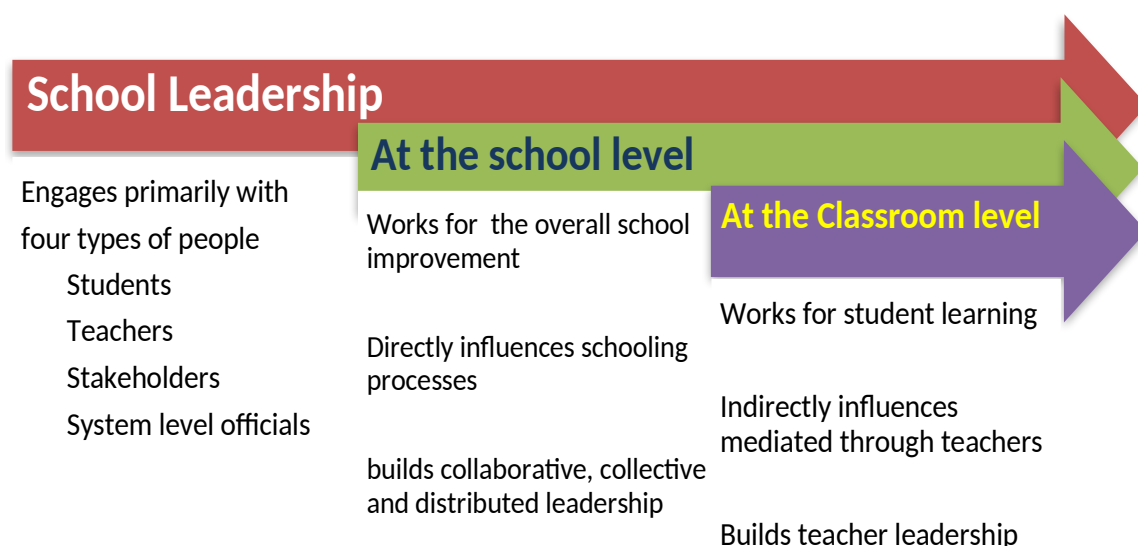 School Leadership
Engages primarily with
four types of people
Students
Teachers
Stakeholders
System level officials
At the school level
Works for  the overall school
improvement
Directly influences schooling
processes
builds collaborative, collective
and distributed leadership
At the Classroom level
Works for student learning
Indirectly influences
mediated through teachers
Builds teacher leadership